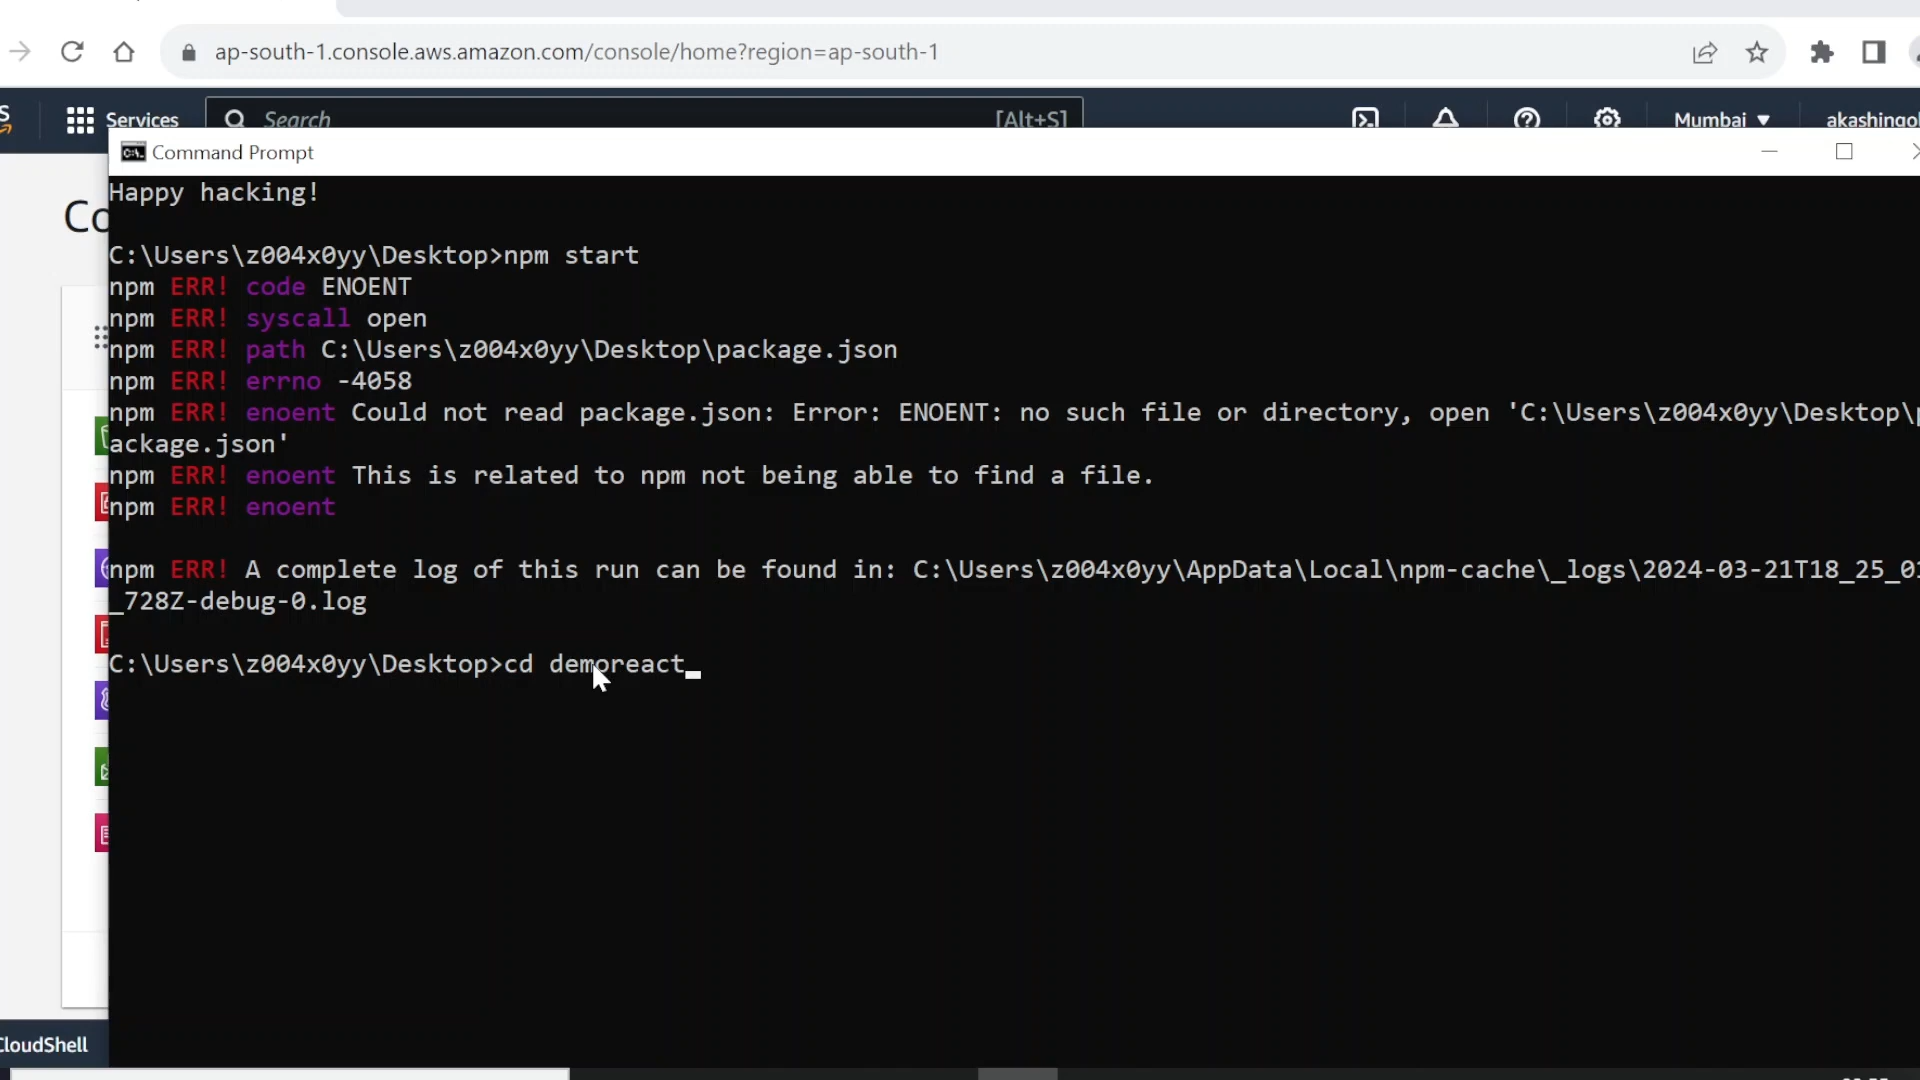 ap-south-1.console.aws.amazon.com/console/home?region=ap-south-1
Services
Search
[Alt+S]
Mumbai
Command Prompt
Happy hacking!
C:\Users\z004x0yy\Desktop>npm start
npm ERR! code ENOENT
npm ERR! syscall open
npm ERR! path C:\Users\z004x0yy\Desktop\package.json
npm ERR! errno -4058
npm ERR! enoent Could not read package.json: Error: ENOENT: no such file or directory, open 'C:\Users\z004x0yy\Desktop\p
ackage.json'
npm ERR! enoent This is related to npm not being able to find a file.
npm ERR! enoent
npm ERR! A complete log of this run can be found in: C:\Users\z004x0yy\AppData\Local\npm-cache\_logs\2024-03-21T18_25_01
_728Z-debug-0.log
C:\Users\z004x0yy\Desktop>cd demoreact_
CloudShell